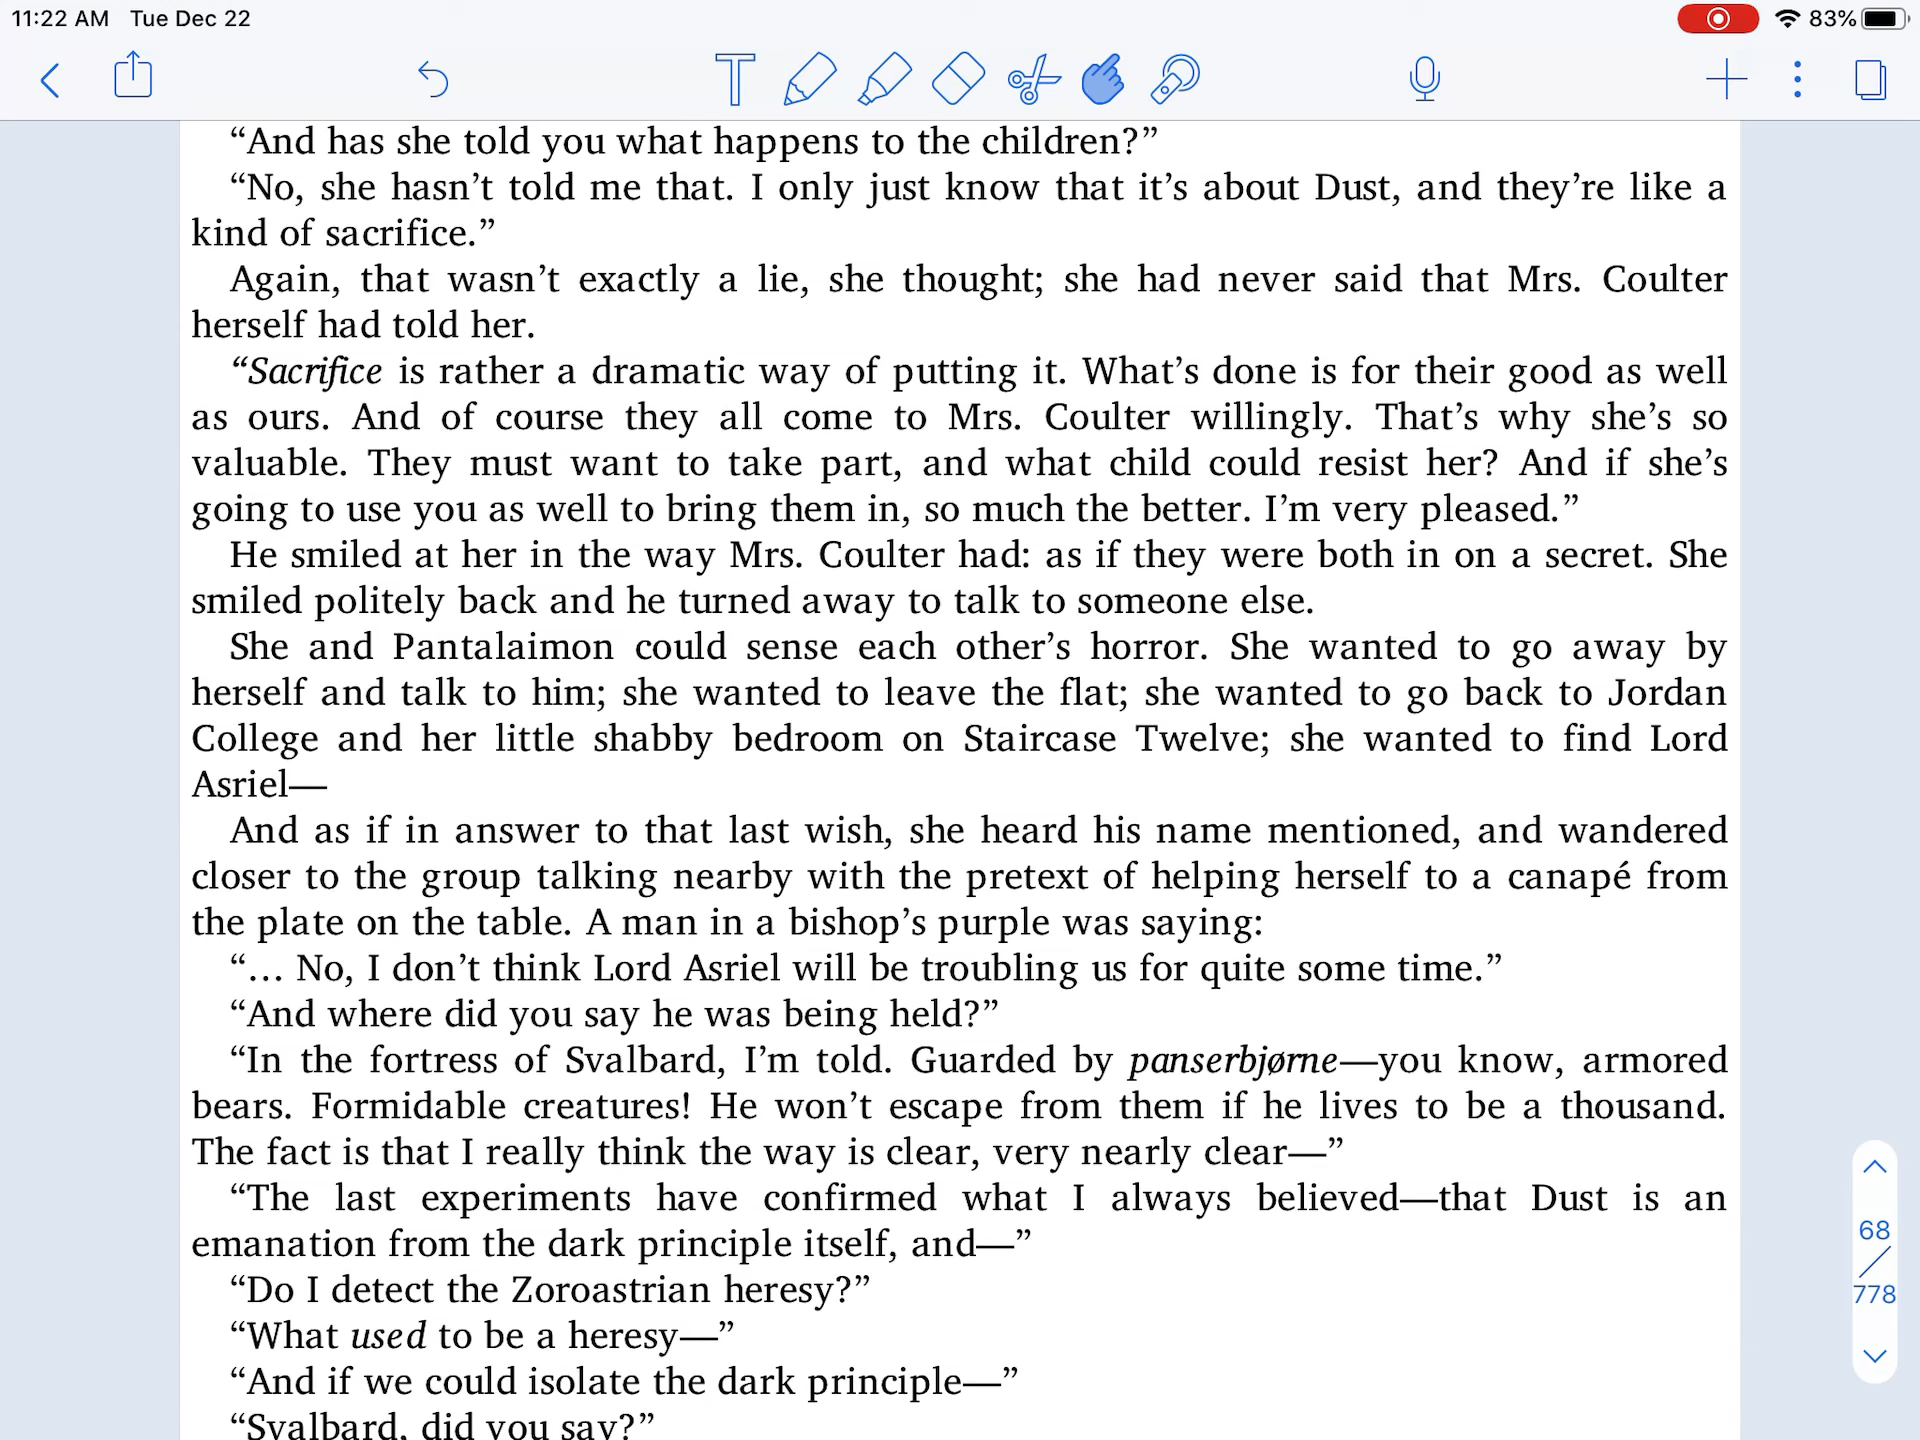 11:22 AM Tue Dec 22
83%
“And has she told you what happens to the children?”
“No, she hasn’t told me that. I only just know that it’s about Dust, and they’re like a
kind of sacrifice.”
Again, that wasn’t exactly a lie, she thought; she had never said that Mrs. Coulter
herself had told her.
“Sacrifice is rather a dramatic way of putting it. What’s done is for their good as well
as ours. And of course they all come to Mrs. Coulter willingly. That’s why she’s so
valuable. They must want to take part, and what child could resist her? And if she’s
going to use you as well to bring them in, so much the better. I’m very pleased.”
He smiled at her in the way Mrs. Coulter had: as if they were both in on a secret. She
smiled politely back and he turned away to talk to someone else.
She and Pantalaimon could sense each other’s horror. She wanted to go away by
herself and talk to him; she wanted to leave the flat; she wanted to go back to Jordan
College and her little shabby bedroom on Staircase Twelve; she wanted to find Lord
Asriel—
And as if in answer to that last wish, she heard his name mentioned, and wandered
closer to the group talking nearby with the pretext of helping herself to a canapé from
the plate on the table. A man in a bishop’s purple was saying:
“… No, I don’t think Lord Asriel will be troubling us for quite some time.”
“And where did you say he was being held?”
“In the fortress of Svalbard, I’m told. Guarded by panserbjørne—you know, armored
bears. Formidable creatures! He won’t escape from them if he lives to be a thousand.
The fact is that I really think the way is clear, very nearly clear—”
“The last experiments have confirmed what I always believed—that Dust is an
emanation from the dark principle itself, and—”
“Do I detect the Zoroastrian heresy?”
“What used to be a heresy—”
“And if we could isolate the dark principle—”
“Svalbard, did you say?”
68
/
778